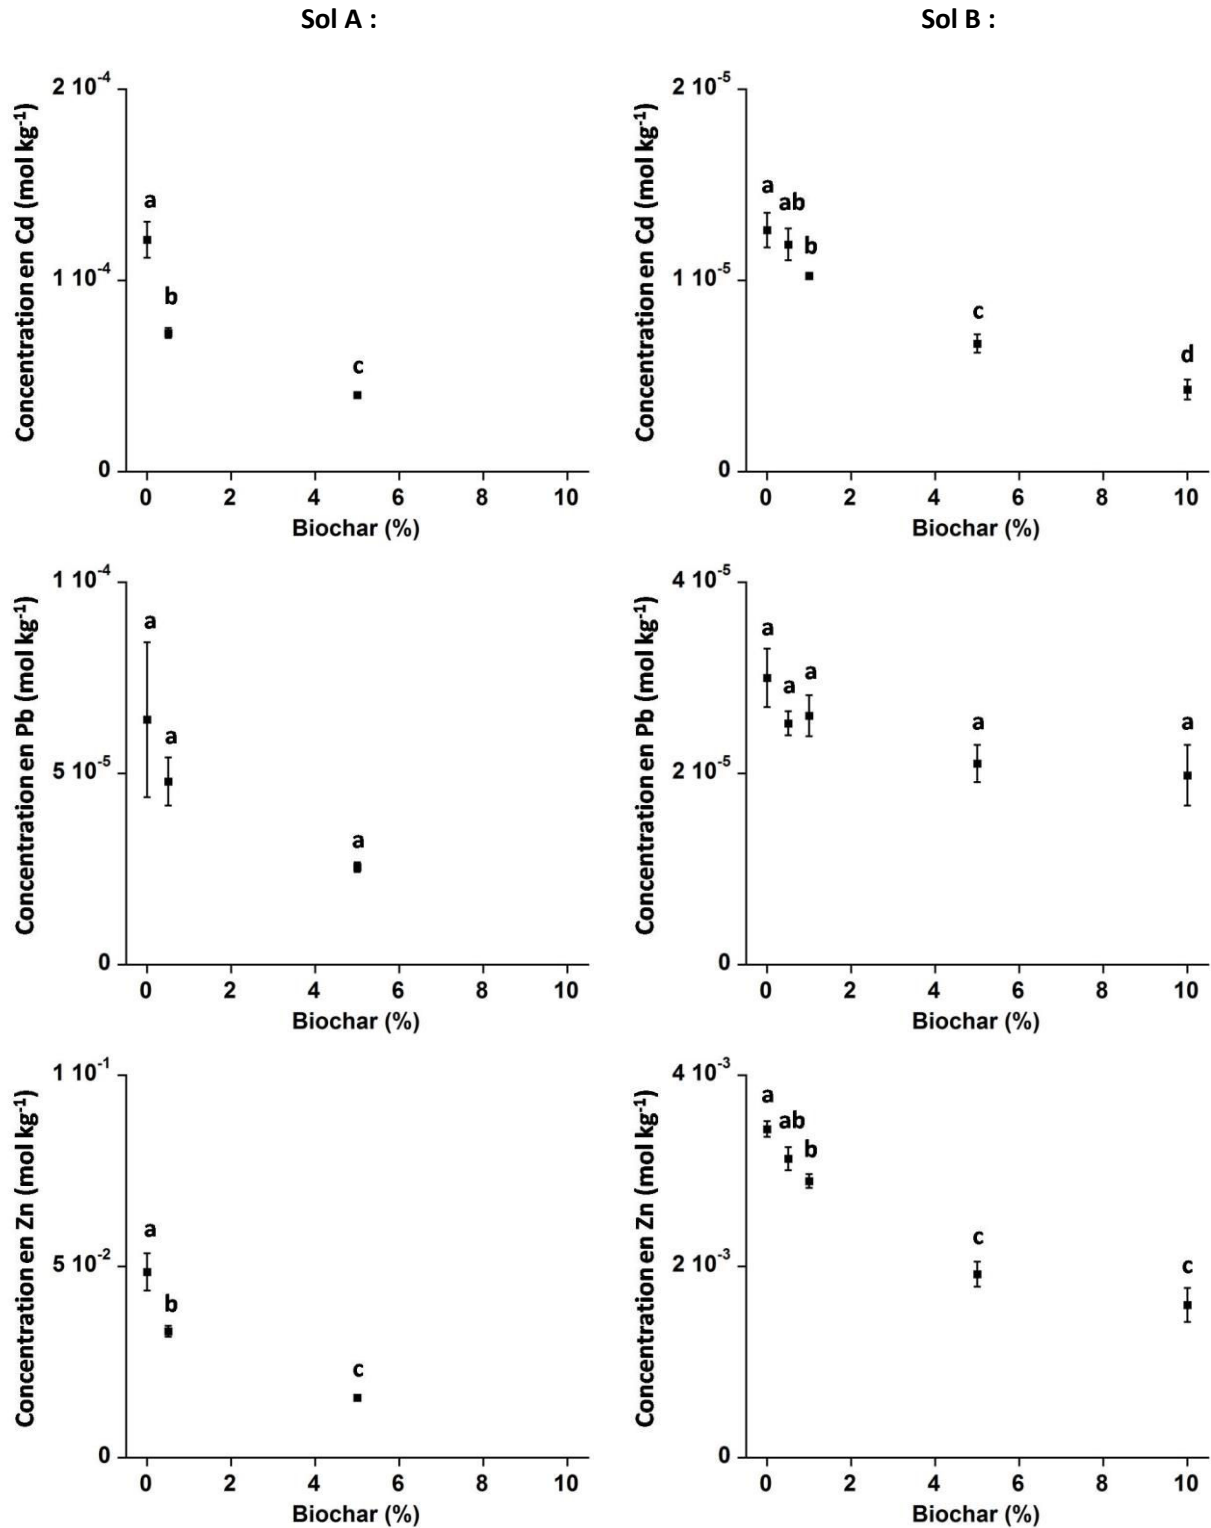 Sol A :
Sol B :
Concentration en Cd (mol kg⁻¹)
2 10⁻⁴
1 10⁻⁴
0
a
b
c
0 2 4 6 8 10
Biochar (%)
Concentration en Cd (mol kg⁻¹)
2 10⁻⁵
1 10⁻⁵
0
a
ab
b
c
d
0 2 4 6 8 10
Biochar (%)
Concentration en Pb (mol kg⁻¹)
1 10⁻⁴
5 10⁻⁵
0
a
a
a
0 2 4 6 8 10
Biochar (%)
Concentration en Pb (mol kg⁻¹)
4 10⁻⁵
2 10⁻⁵
0
a
a
a
a
a
0 2 4 6 8 10
Biochar (%)
Concentration en Zn (mol kg⁻¹)
1 10⁻¹
5 10⁻²
0
a
b
c
0 2 4 6 8 10
Biochar (%)
Concentration en Zn (mol kg⁻¹)
4 10⁻³
2 10⁻³
0
a
ab
b
c
c
0 2 4 6 8 10
Biochar (%)